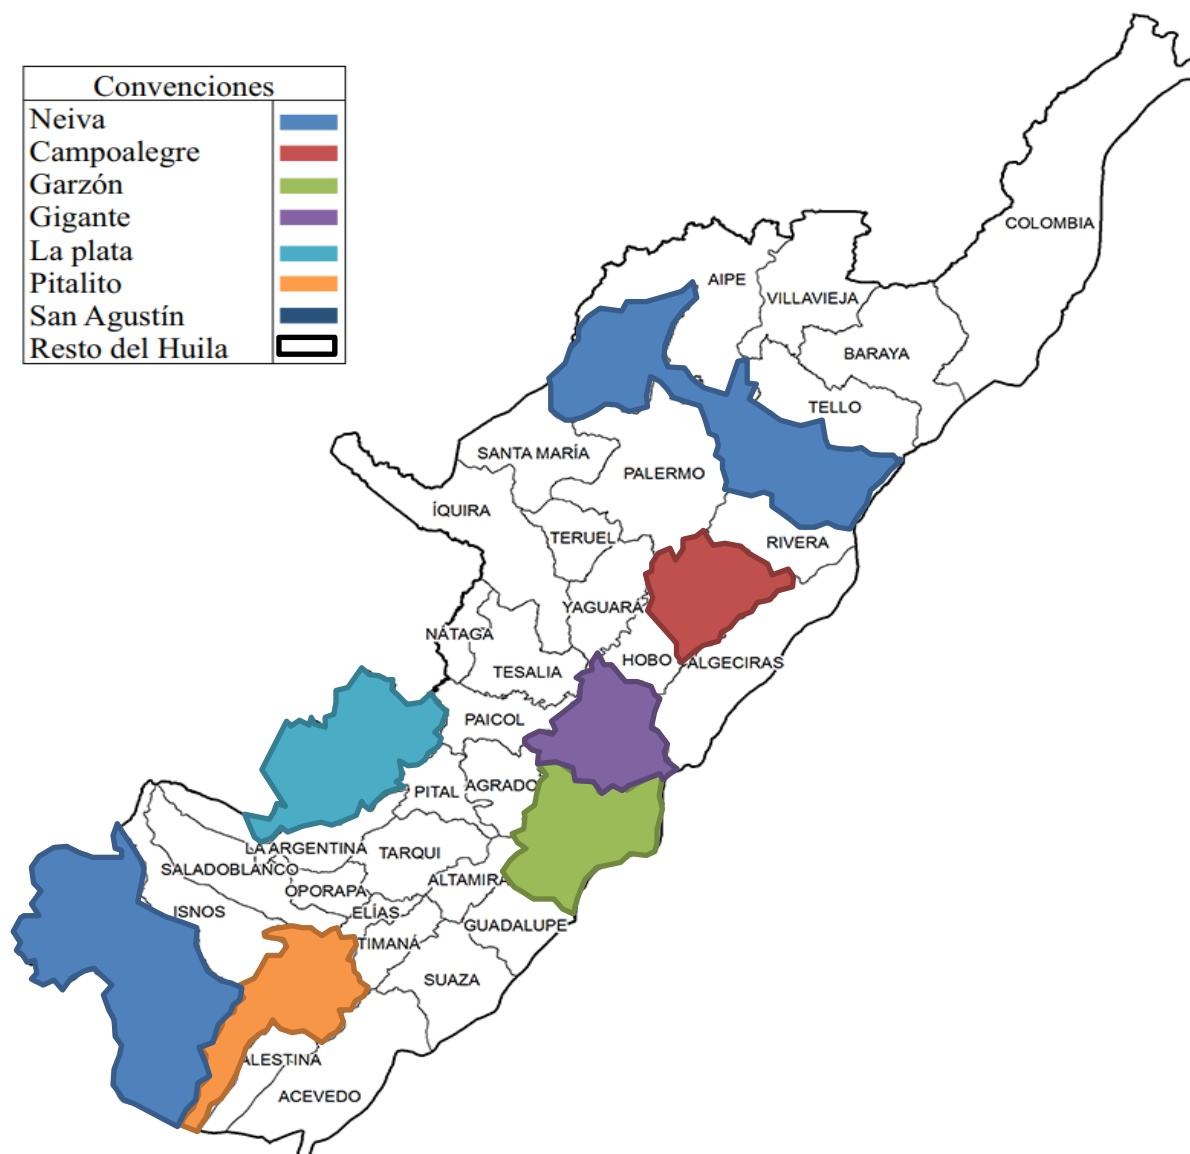 Convenciones
Neiva
Campoalegre
Garzón
Gigante
La plata
Pitalito
San Agustín
Resto del Huila
COLOMBIA
AIPE
VILLAVIEJA
BARAYA
TELLO
SANTA MARÍA
PALERMO
ÍQUIRA
TERUEL
RIVERA
YAGUARÁ
NÁTAGA
HOBO
ALGECIRAS
TESALIA
PAICOL
PITAL
AGRADO
LA ARGENTINA
TARQUI
SALADOBLANCO
ALTAMIRA
OPORAPA
ISNOS
ELÍAS
GUADALUPE
TIMANÁ
SUAZA
ALESTINA
ACEVEDO